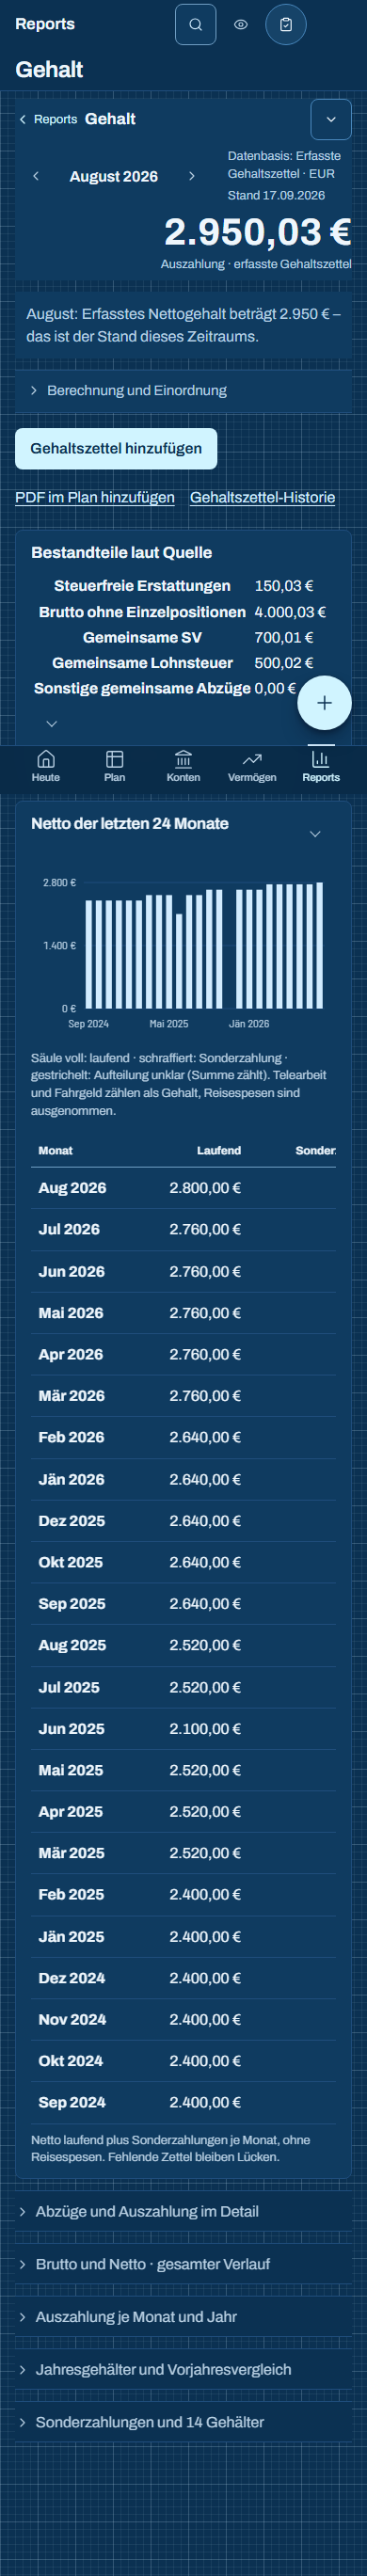 Reports
Gehalt
Reports Gehalt
August 2026
Datenbasis: Erfasste
Gehaltszettel · EUR
Stand 17.09.2026
2.950,03 €
Auszahlung · erfasste Gehaltszettel
August: Erfasstes Nettogehalt beträgt 2.950 € –
das ist der Stand dieses Zeitraums.
Berechnung und Einordnung
Gehaltszettel hinzufügen
PDF im Plan hinzufügen Gehaltszettel-Historie
Bestandteile laut Quelle
Steuerfreie Erstattungen 150,03 €
Brutto ohne Einzelpositionen 4.000,03 €
Gemeinsame SV 700,01 €
Gemeinsame Lohnsteuer 500,02 €
Sonstige gemeinsame Abzüge 0,00 €
Heute Plan Konten Vermögen Reports
Netto der letzten 24 Monate
2.800 €
1.400 €
0 €
Sep 2024 Mai 2025 Jän 2026
Säule voll: laufend · schraffiert: Sonderzahlung ·
gestrichelt: Aufteilung unklar (Summe zählt). Telearbeit
und Fahrgeld zählen als Gehalt, Reisespesen sind
ausgenommen.
Monat Laufend Sonder
Aug 2026 2.800,00 €
Jul 2026 2.760,00 €
Jun 2026 2.760,00 €
Mai 2026 2.760,00 €
Apr 2026 2.760,00 €
Mär 2026 2.760,00 €
Feb 2026 2.640,00 €
Jän 2026 2.640,00 €
Dez 2025 2.640,00 €
Okt 2025 2.640,00 €
Sep 2025 2.640,00 €
Aug 2025 2.520,00 €
Jul 2025 2.520,00 €
Jun 2025 2.100,00 €
Mai 2025 2.520,00 €
Apr 2025 2.520,00 €
Mär 2025 2.520,00 €
Feb 2025 2.400,00 €
Jän 2025 2.400,00 €
Dez 2024 2.400,00 €
Nov 2024 2.400,00 €
Okt 2024 2.400,00 €
Sep 2024 2.400,00 €
Netto laufend plus Sonderzahlungen je Monat, ohne
Reisespesen. Fehlende Zettel bleiben Lücken.
Abzüge und Auszahlung im Detail
Brutto und Netto · gesamter Verlauf
Auszahlung je Monat und Jahr
Jahresgehälter und Vorjahresvergleich
Sonderzahlungen und 14 Gehälter